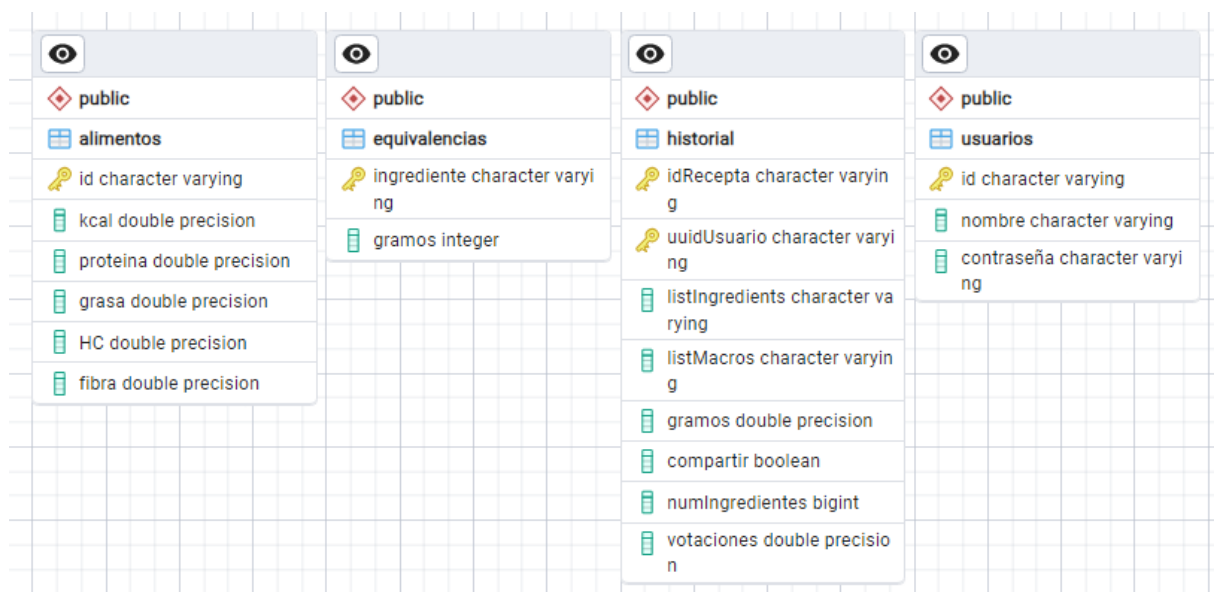 public
alimentos
id character varying
kcal double precision
proteina double precision
grasa double precision
HC double precision
fibra double precision
public
equivalencias
ingrediente character varyi
ng
gramos integer
public
historial
idRecepta character varyin
g
uuidUsuario character varyi
ng
listIngredients character va
rying
listMacros character varyin
g
gramos double precision
compartir boolean
numIngredientes bigint
votaciones double precisio
n
public
usuarios
id character varying
nombre character varying
contraseña character varyi
ng